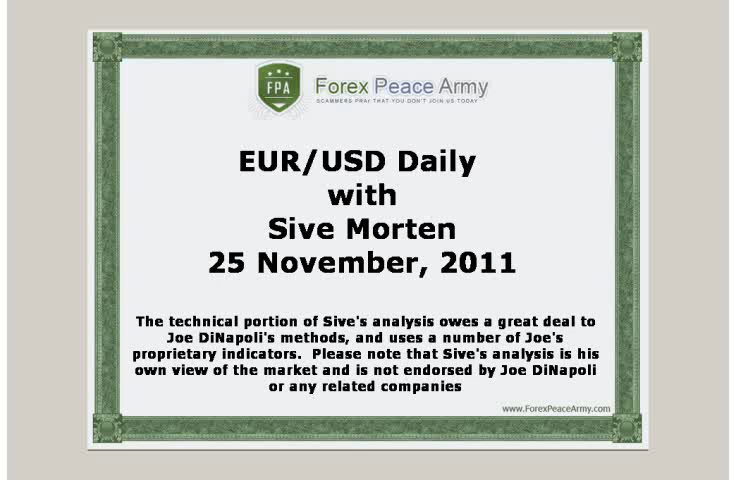 FPA
Forex Peace Army
SCAMMERS PRAY THAT YOU DON'T JOIN US TODAY
EUR/USD Daily
with
Sive Morten
25 November, 2011
The technical portion of Sive's analysis owes a great deal to
Joe DiNapoli's methods, and uses a number of Joe's
proprietary indicators.  Please note that Sive's analysis is his
own view of the market and is not endorsed by Joe DiNapoli
or any related companies
www.ForexPeaceArmy.com